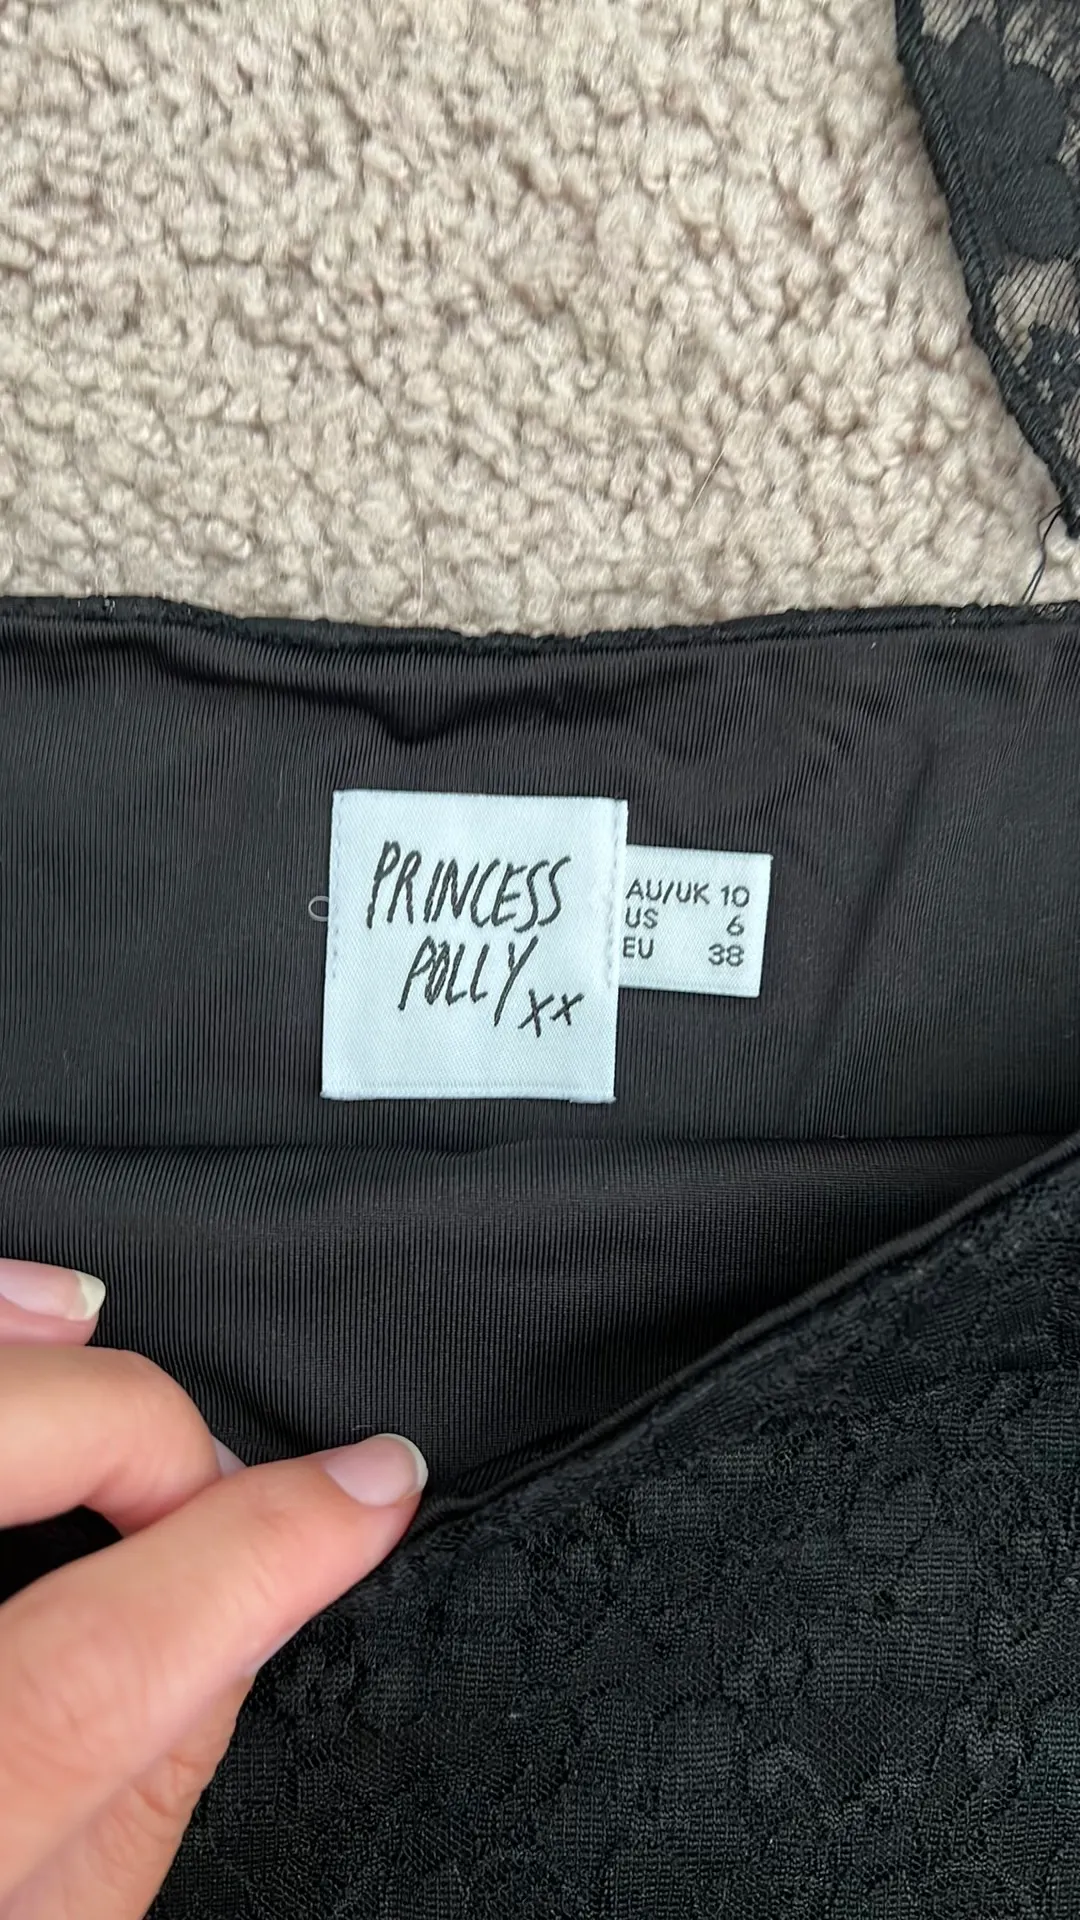 PRINCESS
POLLY xx
AU/UK 10
US 6
EU 38